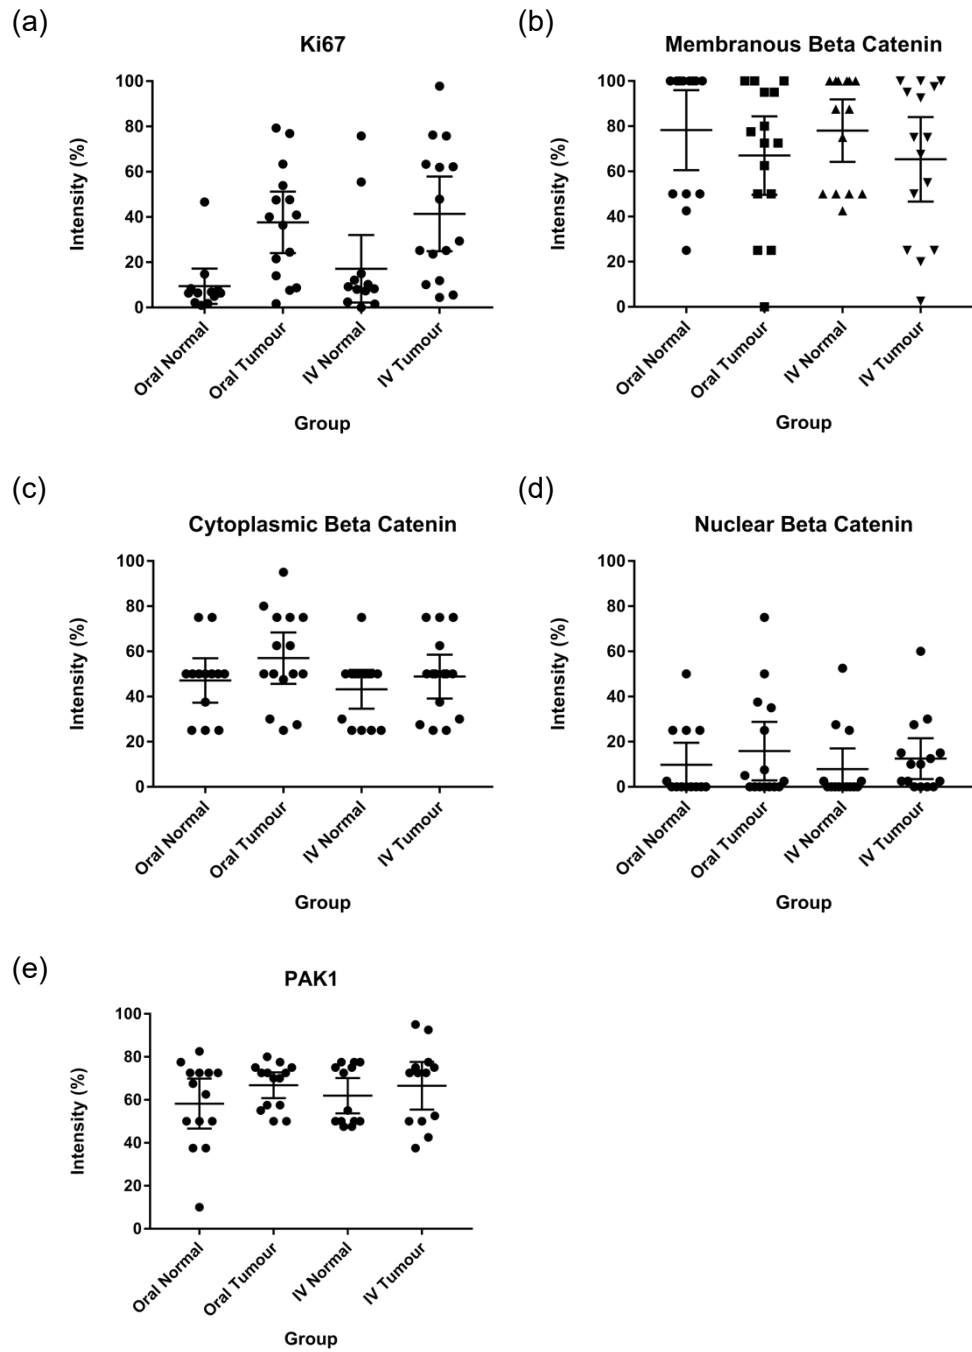 (a)
Ki67
Intensity (%)
100
80
60
40
20
0
Oral Normal
Oral Tumour
IV Normal
IV Tumour
Group
(b)
Membranous Beta Catenin
Intensity (%)
100
80
60
40
20
0
Oral Normal
Oral Tumour
IV Normal
IV Tumour
Group
(c)
Cytoplasmic Beta Catenin
Intensity (%)
100
80
60
40
20
0
Oral Normal
Oral Tumour
IV Normal
IV Tumour
Group
(d)
Nuclear Beta Catenin
Intensity (%)
100
80
60
40
20
0
Oral Normal
Oral Tumour
IV Normal
IV Tumour
Group
(e)
PAK1
Intensity (%)
100
80
60
40
20
0
Oral Normal
Oral Tumour
IV Normal
IV Tumour
Group